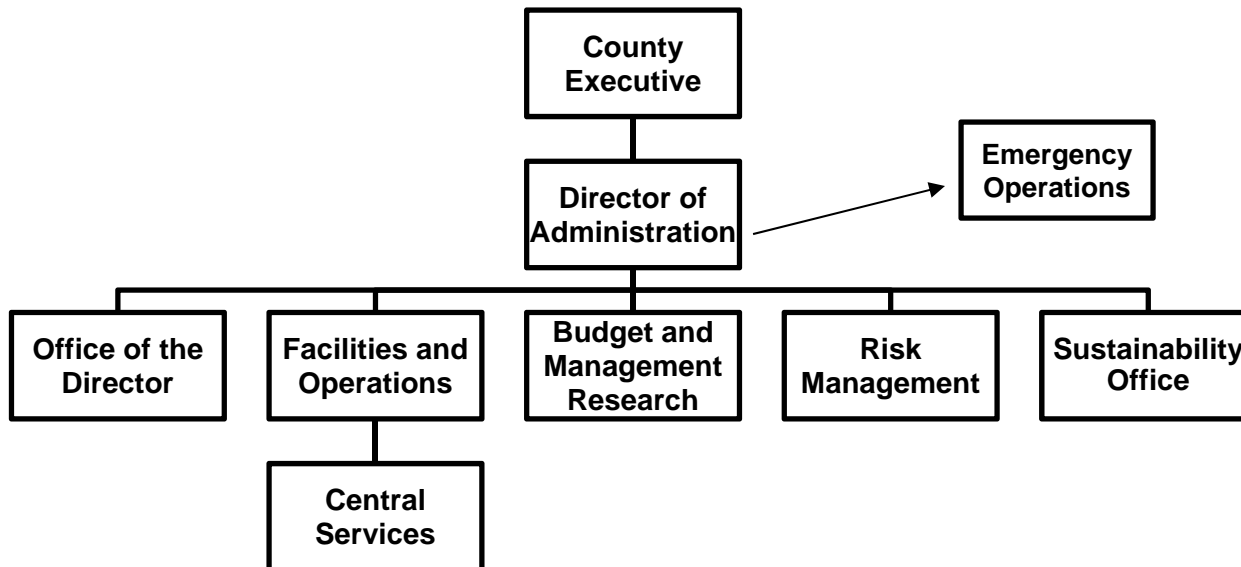 County
Executive
Emergency
Operations
Director of
Administration
Office of the
Director
Facilities and
Operations
Budget and
Management
Research
Risk
Management
Sustainability
Office
Central
Services